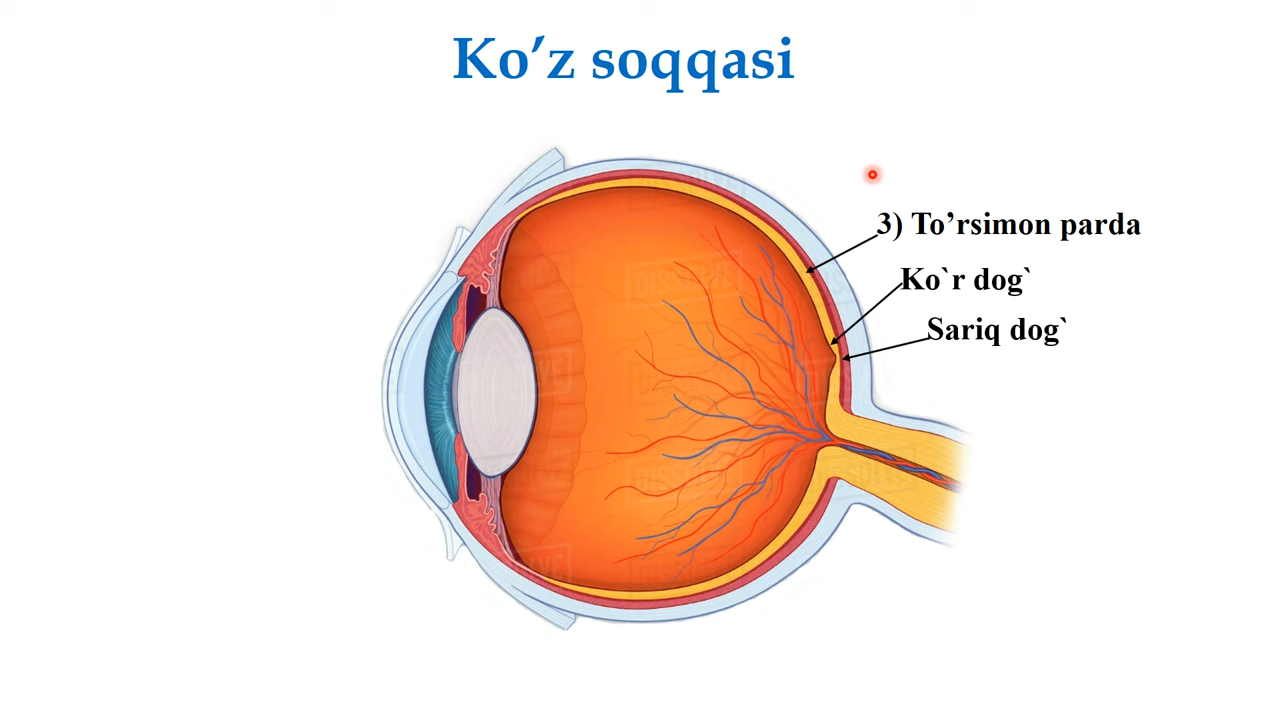 Ko’z soqqasi
3) To’rsimon parda
Ko`r dog`
Sariq dog`